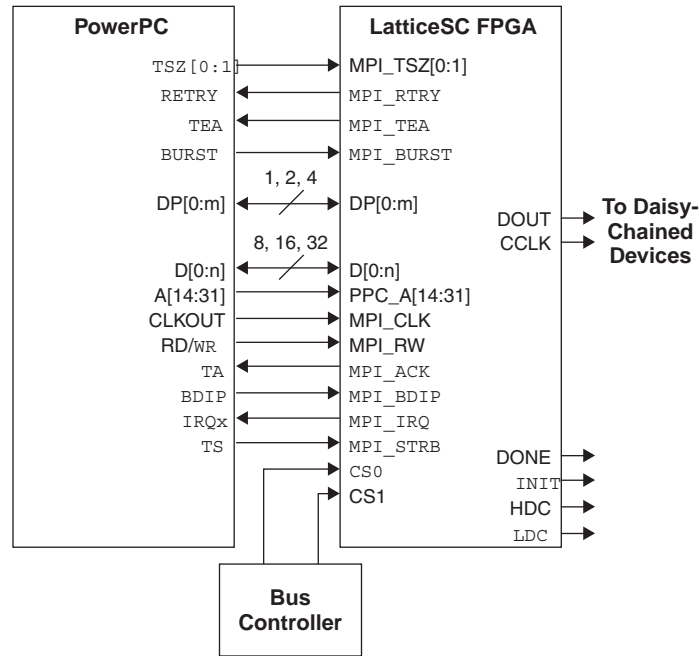 PowerPC
LatticeSC FPGA
TSZ[0:1]
MPI_TSZ[0:1]
RETRY
MPI_RTRY
TEA
MPI_TEA
BURST
MPI_BURST
1, 2, 4
DP[0:m]
DP[0:m]
8, 16, 32
D[0:n]
D[0:n]
A[14:31]
PPC_A[14:31]
CLKOUT
MPI_CLK
RD/WR
MPI_RW
TA
MPI_ACK
BDIP
MPI_BDIP
IRQx
MPI_IRQ
TS
MPI_STRB
CS0
CS1
DOUT
CCLK
To Daisy-
Chained
Devices
DONE
INIT
HDC
LDC
Bus
Controller